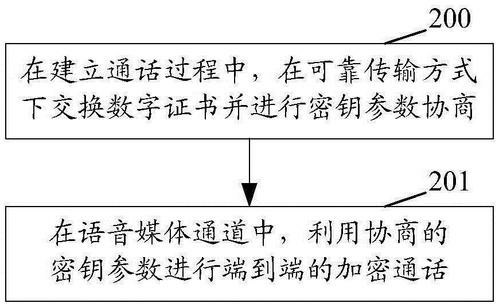 200
在建立通话过程中，在可靠传输方式
下交换数字证书并进行密钥参数协商
201
在语音媒体通道中，利用协商的
密钥参数进行端到端的加密通话